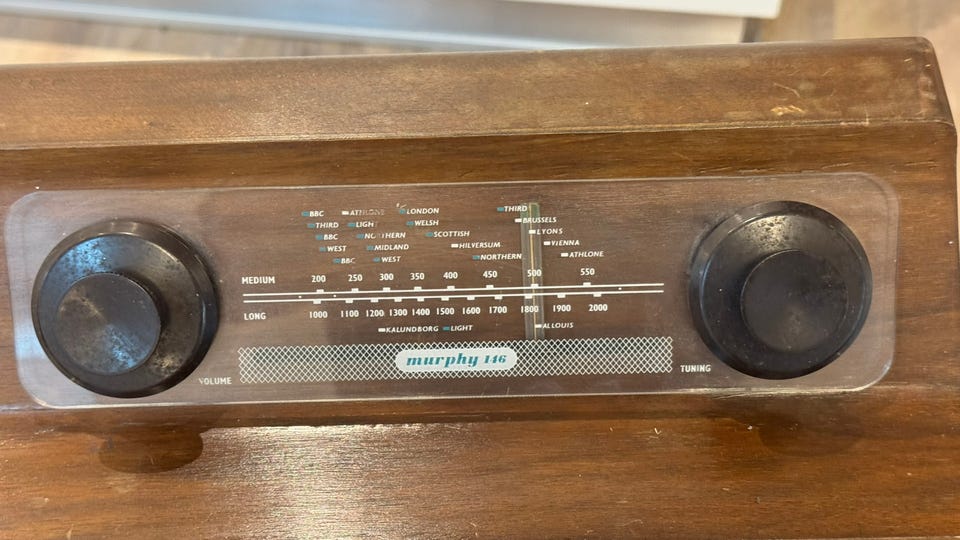 BBC ATHLONE LONDON THIRD
THIRD LIGHT WELSH BRUSSELS
BBC NORTHERN SCOTTISH LYONS
WEST MIDLAND HILVERSUM VIENNA
BBC WEST NORTHERN ATHLONE
MEDIUM 200 250 300 350 400 450 500 550
LONG 1000 1100 1200 1300 1400 1500 1600 1700 1800 1900 2000
KALUNDBORG LIGHT ALLOUIS
VOLUME murphy 146 TUNING